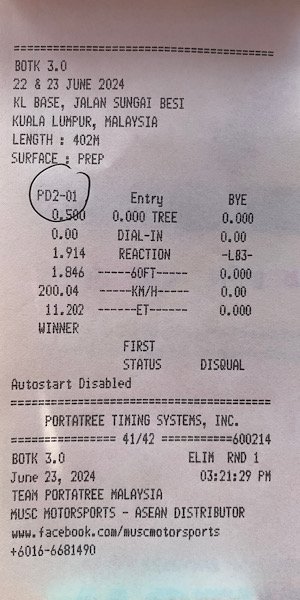 ================================
BOTK 3.0
22 & 23 JUNE 2024
KL BASE, JALAN SUNGAI BESI
KUALA LUMPUR, MALAYSIA
LENGTH : 402M
SURFACE : PREP
PD2-01 Entry BYE
0.500 0.000 TREE 0.000
0.00 DIAL-IN 0.00
1.914 REACTION -LB3-
1.846 ------60FT------ 0.000
200.04 ------KM/H------ 0.00
11.202 -------ET------- 0.000
WINNER
FIRST
STATUS DISQUAL
Autostart Disabled
================================
PORTATREE TIMING SYSTEMS, INC.
================ 41/42 ===========600214
BOTK 3.0 ELIM RND 1
June 23, 2024 03:21:29 PM
TEAM PORTATREE MALAYSIA
MUSC MOTORSPORTS - ASEAN DISTRIBUTOR
www.facebook.com/muscmotorsports
+6016-6681490